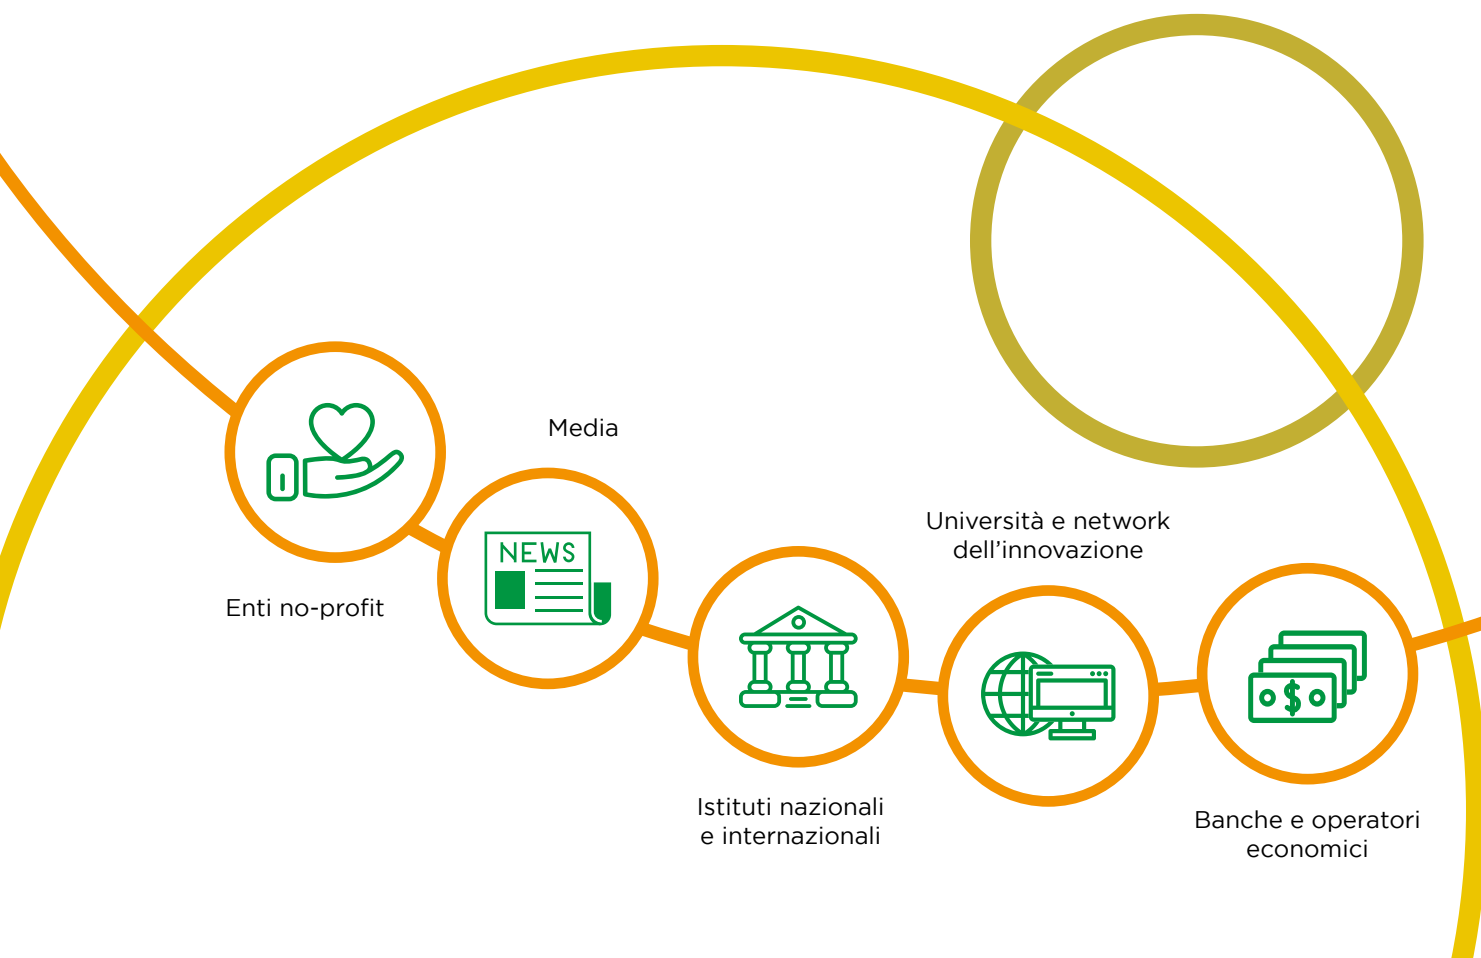 Media
NEWS
Enti no-profit
Università e network
dell'innovazione
$
Istituti nazionali
e internazionali
Banche e operatori
economici